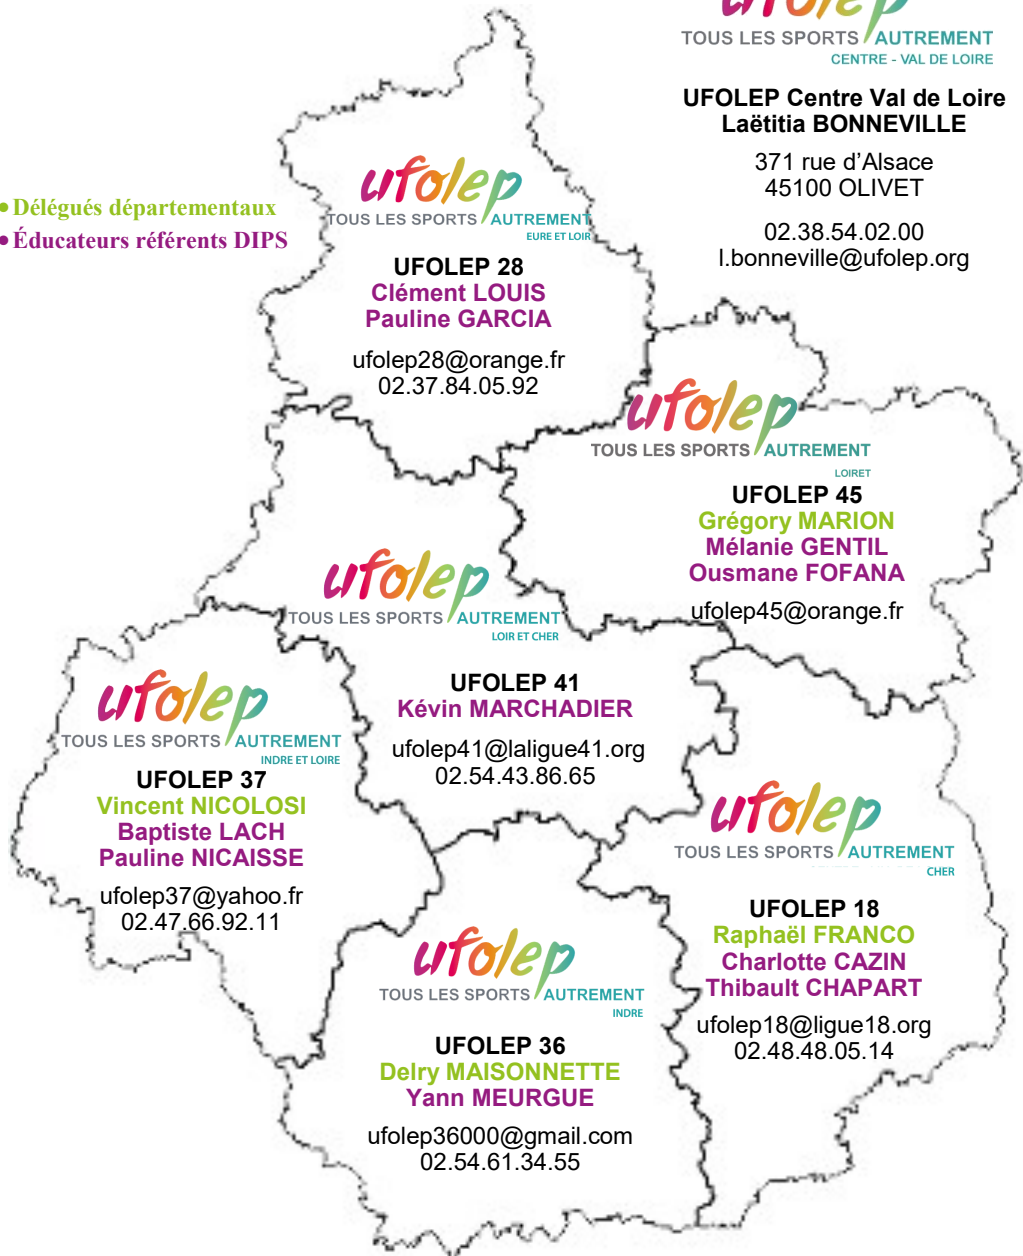 ufolep
TOUS LES SPORTS AUTREMENT
CENTRE - VAL DE LOIRE
UFOLEP Centre Val de Loire
Laëtitia BONNEVILLE
371 rue d'Alsace
45100 OLIVET
02.38.54.02.00
l.bonneville@ufolep.org
• Délégués départementaux
• Éducateurs référents DIPS
ufolep
TOUS LES SPORTS AUTREMENT
EURE ET LOIR
UFOLEP 28
Clément LOUIS
Pauline GARCIA
ufolep28@orange.fr
02.37.84.05.92
ufolep
TOUS LES SPORTS AUTREMENT
LOIRET
UFOLEP 45
Grégory MARION
Mélanie GENTIL
Ousmane FOFANA
ufolep45@orange.fr
ufolep
TOUS LES SPORTS AUTREMENT
LOIR ET CHER
UFOLEP 41
Kévin MARCHADIER
ufolep41@laligue41.org
02.54.43.86.65
ufolep
TOUS LES SPORTS AUTREMENT
INDRE ET LOIRE
UFOLEP 37
Vincent NICOLOSI
Baptiste LACH
Pauline NICAISSE
ufolep37@yahoo.fr
02.47.66.92.11
ufolep
TOUS LES SPORTS AUTREMENT
CHER
UFOLEP 18
Raphaël FRANCO
Charlotte CAZIN
Thibault CHAPART
ufolep18@ligue18.org
02.48.48.05.14
ufolep
TOUS LES SPORTS AUTREMENT
INDRE
UFOLEP 36
Delry MAISONNETTE
Yann MEURGUE
ufolep36000@gmail.com
02.54.61.34.55